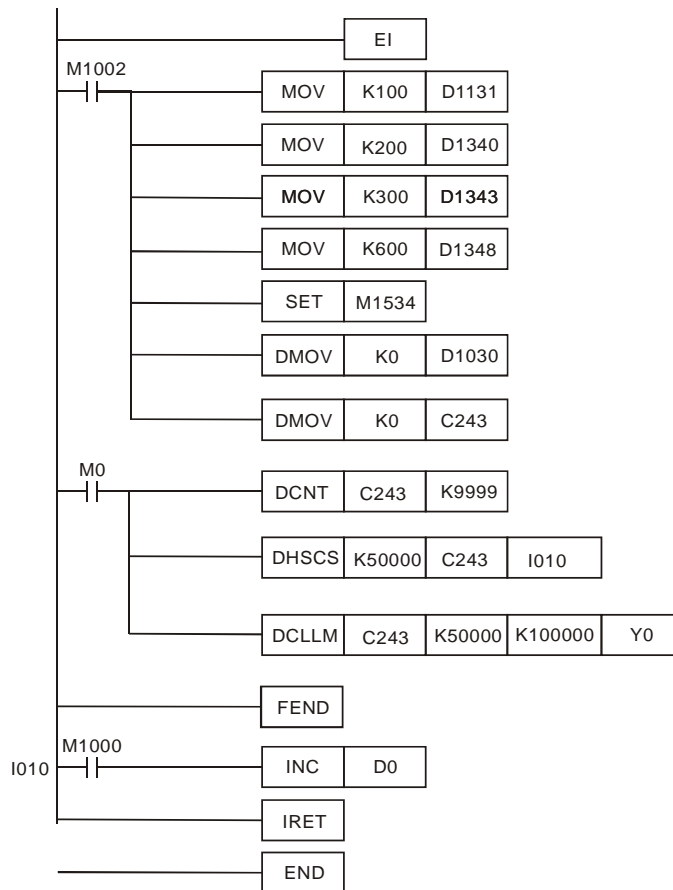 EI
M1002
MOV K100 D1131
MOV K200 D1340
MOV K300 D1343
MOV K600 D1348
SET M1534
DMOV K0 D1030
DMOV K0 C243
M0
DCNT C243 K9999
DHSCS K50000 C243 I010
DCLLM C243 K50000 K100000 Y0
FEND
M1000
I010 INC D0
IRET
END